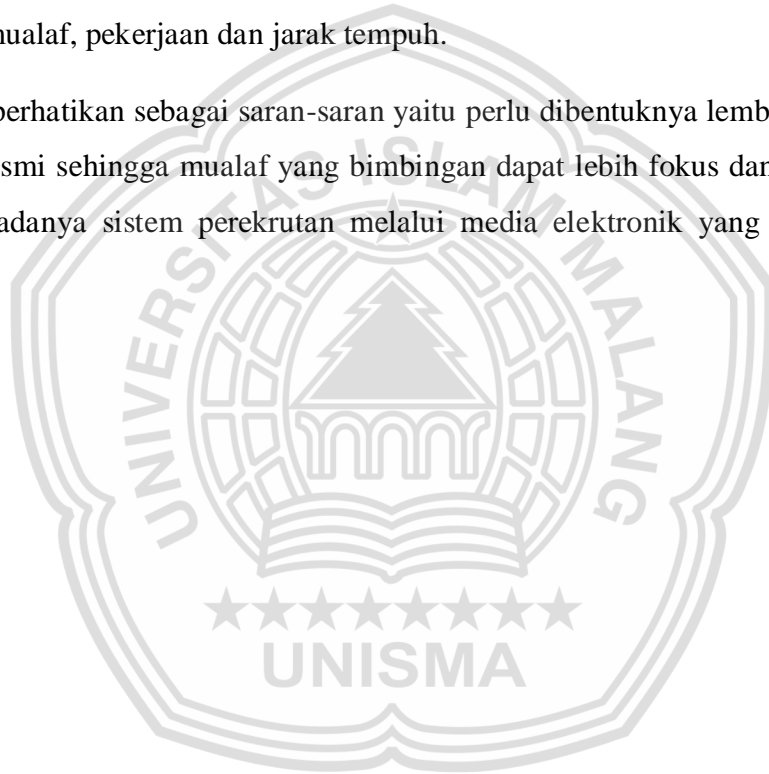 mualaf, pekerjaan dan jarak tempuh.
perhatikan sebagai saran-saran yaitu perlu dibentuknya lemb
smi sehingga mualaf yang bimbingan dapat lebih fokus dan
adanya sistem perekrutan melalui media elektronik yang
UNIVERSITAS ISLAM MALANG
UNISMA